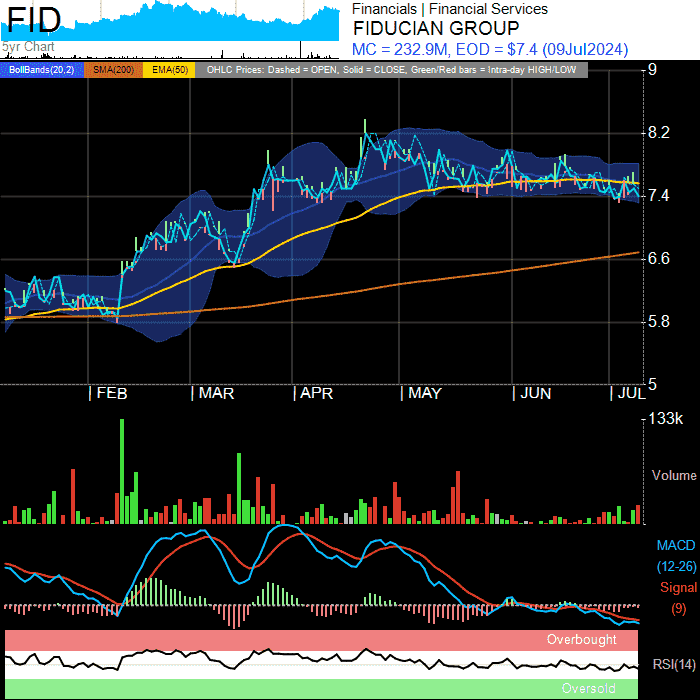 FID
5yr Chart
Financials | Financial Services
FIDUCIAN GROUP
MC = 232.9M, EOD = $7.4 (09Jul2024)
BollBands(20,2) SMA(200) EMA(50) OHLC Prices: Dashed = OPEN, Solid = CLOSE, Green/Red bars = Intra-day HIGH/LOW
9
8.2
7.4
6.6
5.8
5
| FEB | MAR | APR | MAY | JUN | JUL
133k
Volume
MACD
(12-26)
Signal
(9)
Overbought
RSI(14)
Oversold